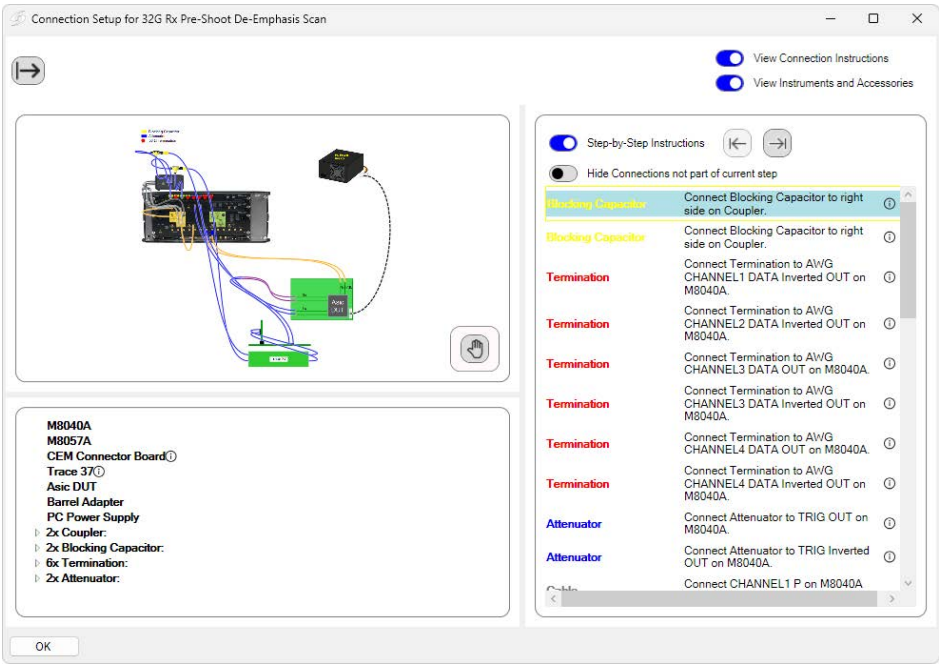 Connection Setup for 32G Rx Pre-Shoot De-Emphasis Scan
View Connection Instructions
View Instruments and Accessories
Asic
DUT
M8040A
M8057A
CEM Connector Board
Trace 37
Asic DUT
Barrel Adapter
PC Power Supply
2x Coupler:
2x Blocking Capacitor:
6x Termination:
2x Attenuator:
Step-by-Step Instructions
Hide Connections not part of current step
Blocking Capacitor
Connect Blocking Capacitor to right
side on Coupler.
Blocking Capacitor
Connect Blocking Capacitor to right
side on Coupler.
Termination
Connect Termination to AWG
CHANNEL1 DATA Inverted OUT on
M8040A.
Termination
Connect Termination to AWG
CHANNEL2 DATA Inverted OUT on
M8040A.
Termination
Connect Termination to AWG
CHANNEL3 DATA OUT on M8040A.
Termination
Connect Termination to AWG
CHANNEL3 DATA Inverted OUT on
M8040A.
Termination
Connect Termination to AWG
CHANNEL4 DATA OUT on M8040A.
Termination
Connect Termination to AWG
CHANNEL4 DATA Inverted OUT on
M8040A.
Attenuator
Connect Attenuator to TRIG OUT on
M8040A.
Attenuator
Connect Attenuator to TRIG Inverted
OUT on M8040A.
Cable
Connect CHANNEL1 P on M8040A
OK